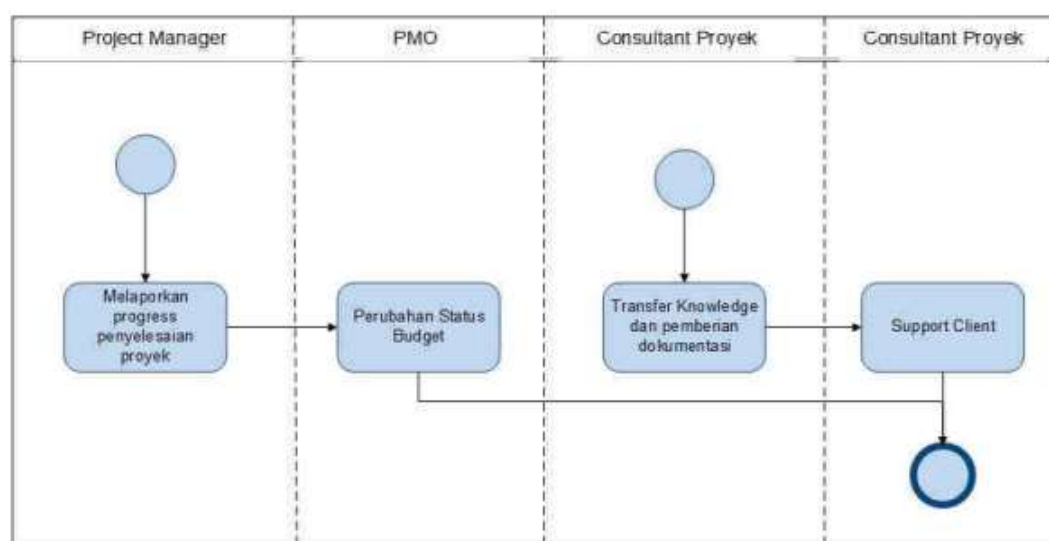 Project Manager
PMO
Consultant Proyek
Consultant Proyek
Melaporkan
progress
penyelesaian
proyek
Perubahan Status
Budget
Transfer Knowledge
dan pemberian
dokumentasi
Support Client